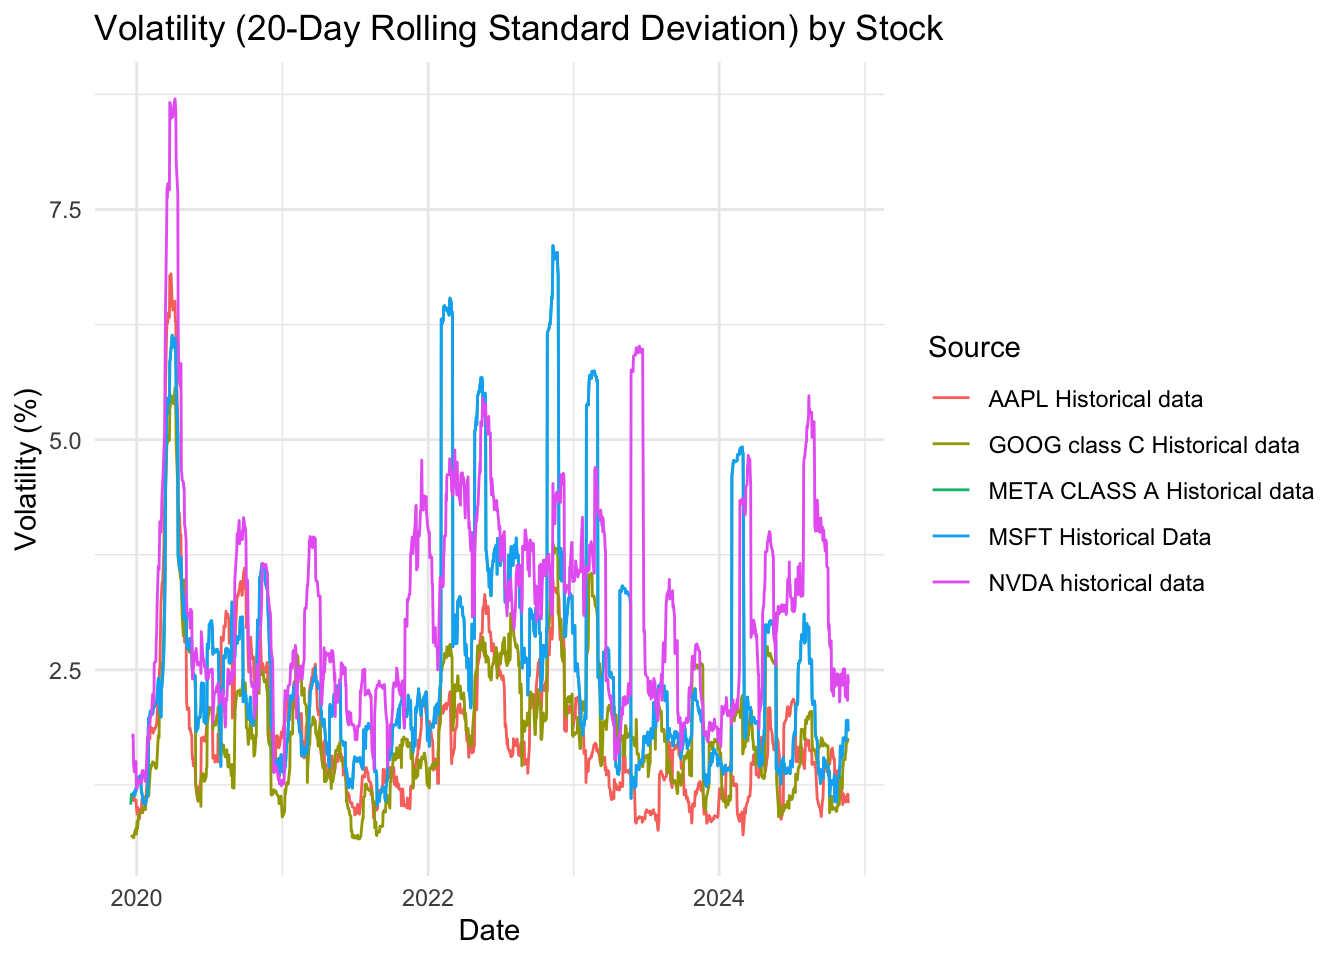 Volatility (20-Day Rolling Standard Deviation) by Stock
7.5
5.0
2.5
Volatility (%)
2020
2022
2024
Date
Source
AAPL Historical data
GOOG class C Historical data
META CLASS A Historical data
MSFT Historical Data
NVDA historical data